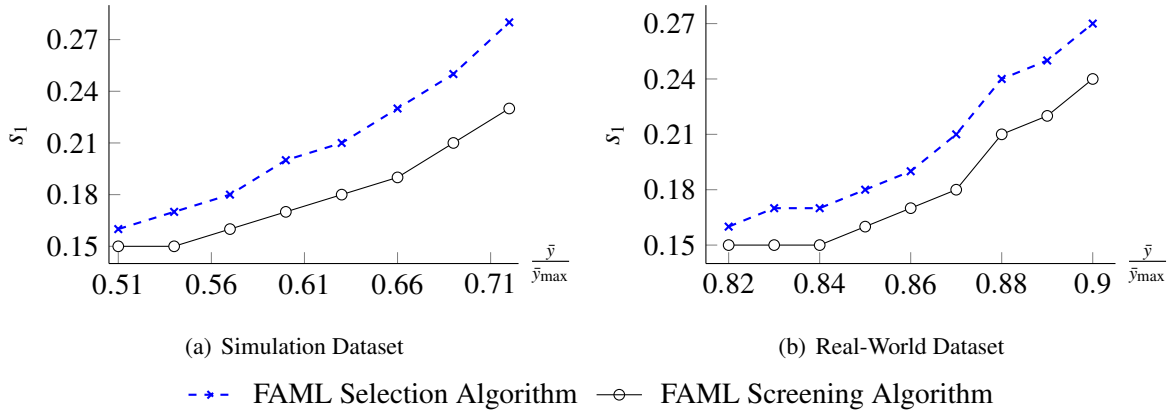 0.27
0.24
0.21
0.18
0.15
s₁
0.51 0.56 0.61 0.66 0.71
ȳ
ȳmax
(a) Simulation Dataset
0.27
0.24
0.21
0.18
0.15
s₁
0.82 0.84 0.86 0.88 0.9
ȳ
ȳmax
(b) Real-World Dataset
FAML Selection Algorithm FAML Screening Algorithm